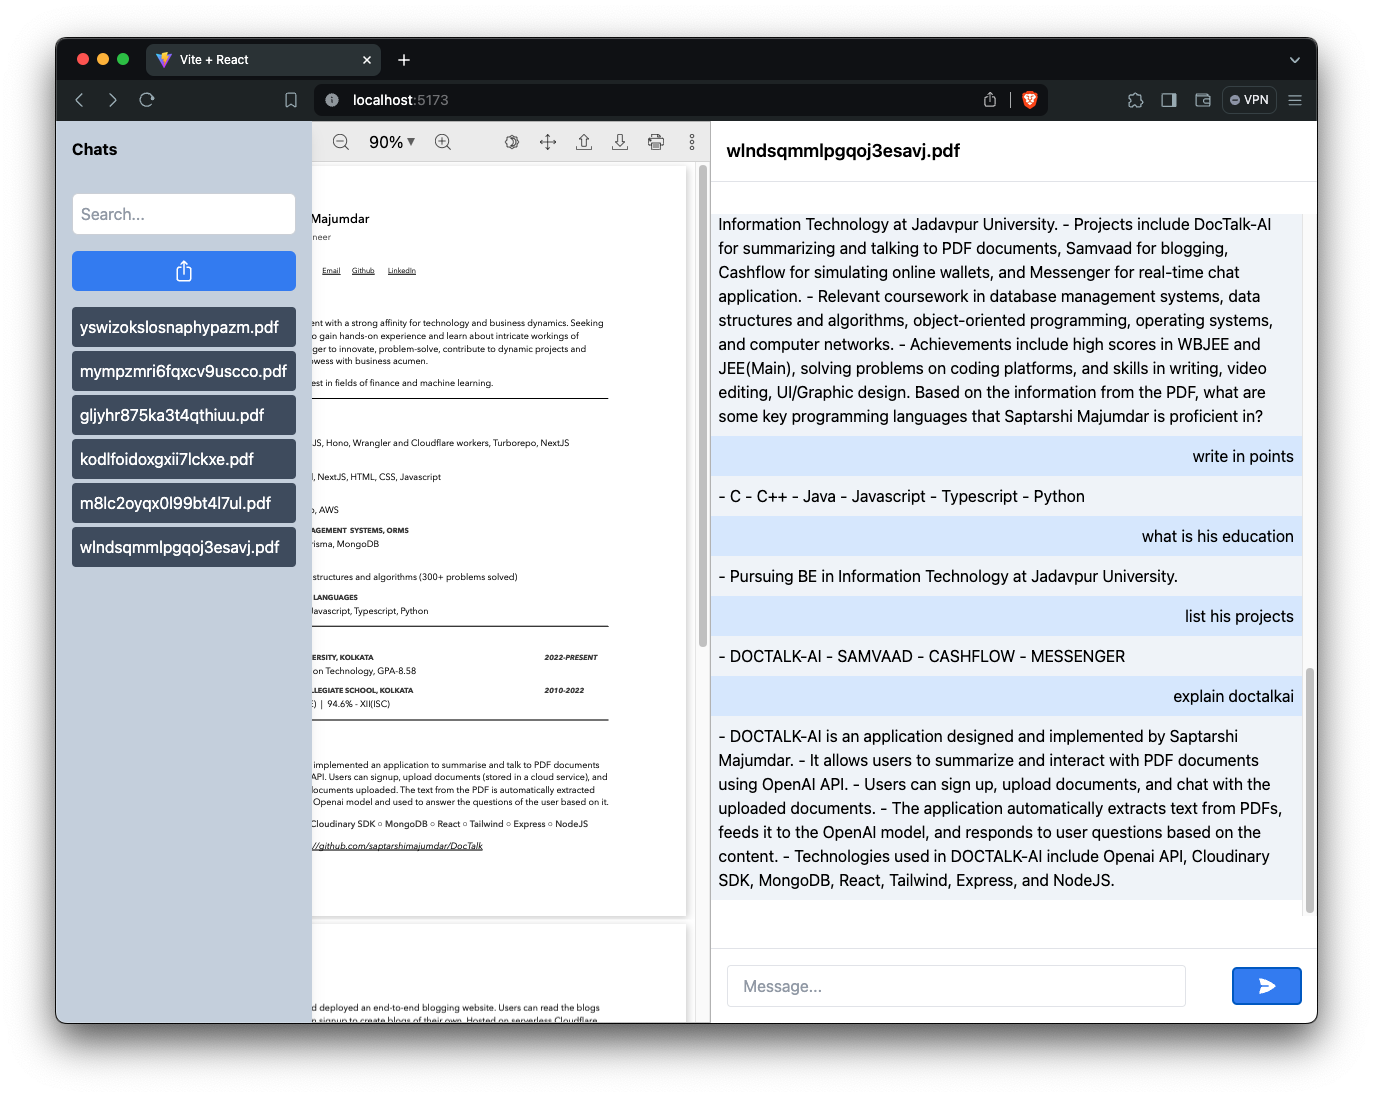 Vite + React
localhost:5173
VPN
Chats
Search...
yswizokslosnaphypazm.pdf
mympzmri6fqxcv9uscco.pdf
gljyhr875ka3t4qthiuu.pdf
kodlfoidoxgxii7lckxe.pdf
m8lc2oyqx0l99bt4l7ul.pdf
wlndsqmmlpgqoj3esavj.pdf
90%
Majumdar
neer
Email Github LinkedIn
ent with a strong affinity for technology and business dynamics. Seeking
o gain hands-on experience and learn about intricate workings of
ger to innovate, problem-solve, contribute to dynamic projects and
owess with business acumen.
est in fields of finance and machine learning.
JS, Hono, Wrangler and Cloudflare workers, Turborepo, NextJS
, NextJS, HTML, CSS, Javascript
, AWS
AGEMENT SYSTEMS, ORMS
risma, MongoDB
structures and algorithms (300+ problems solved)
LANGUAGES
Javascript, Typescript, Python
ERSITY, KOLKATA 2022-PRESENT
on Technology, GPA-8.58
LLEGIATE SCHOOL, KOLKATA 2010-2022
) | 94.6% - XII(ISC)
implemented an application to summarise and talk to PDF documents
API. Users can signup, upload documents (stored in a cloud service), and
documents uploaded. The text from the PDF is automatically extracted
Openai model and used to answer the questions of the user based on it.
Cloudinary SDK ○ MongoDB ○ React ○ Tailwind ○ Express ○ NodeJS
//github.com/saptarshimajumdar/DocTalk
d deployed an end-to-end blogging website. Users can read the blogs
n signup to create blogs of their own. Hosted on serverless Cloudflare
wlndsqmmlpgqoj3esavj.pdf
Information Technology at Jadavpur University. - Projects include DocTalk-AI
for summarizing and talking to PDF documents, Samvaad for blogging,
Cashflow for simulating online wallets, and Messenger for real-time chat
application. - Relevant coursework in database management systems, data
structures and algorithms, object-oriented programming, operating systems,
and computer networks. - Achievements include high scores in WBJEE and
JEE(Main), solving problems on coding platforms, and skills in writing, video
editing, UI/Graphic design. Based on the information from the PDF, what are
some key programming languages that Saptarshi Majumdar is proficient in?
write in points
- C - C++ - Java - Javascript - Typescript - Python
what is his education
- Pursuing BE in Information Technology at Jadavpur University.
list his projects
- DOCTALK-AI - SAMVAAD - CASHFLOW - MESSENGER
explain doctalkai
- DOCTALK-AI is an application designed and implemented by Saptarshi
Majumdar. - It allows users to summarize and interact with PDF documents
using OpenAI API. - Users can sign up, upload documents, and chat with the
uploaded documents. - The application automatically extracts text from PDFs,
feeds it to the OpenAI model, and responds to user questions based on the
content. - Technologies used in DOCTALK-AI include Openai API, Cloudinary
SDK, MongoDB, React, Tailwind, Express, and NodeJS.
Message...